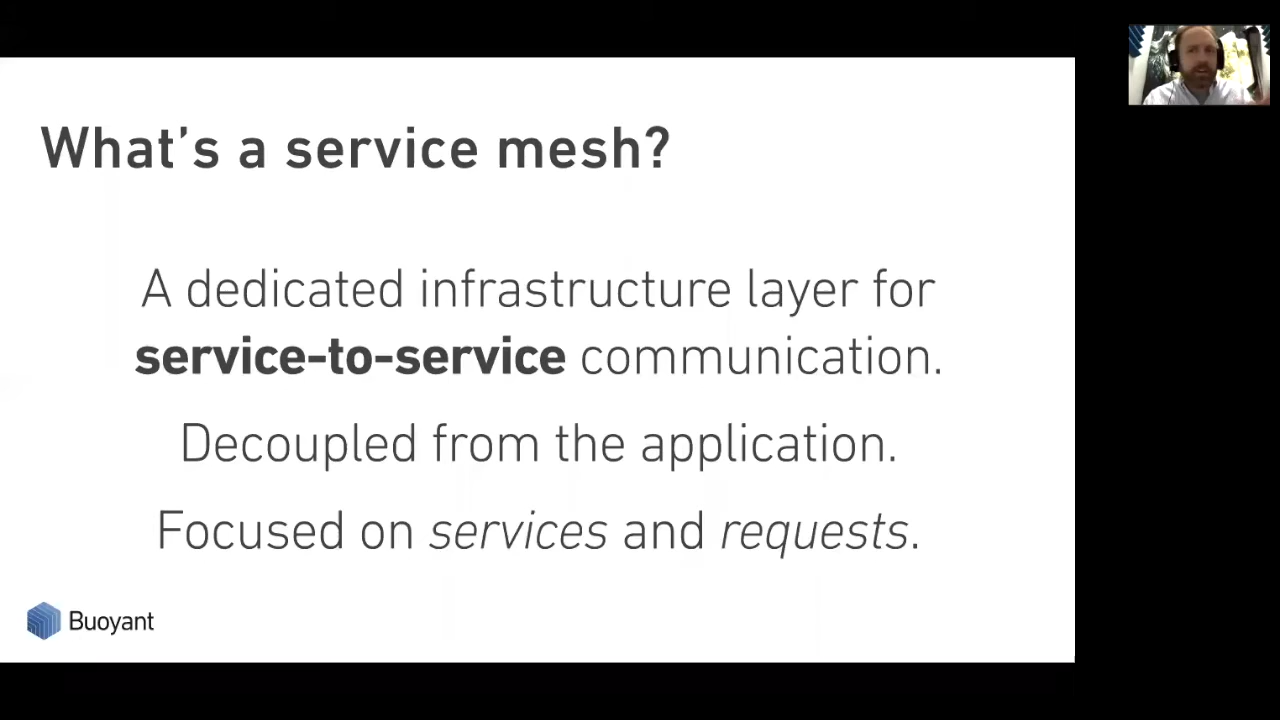 What's a service mesh?
A dedicated infrastructure layer for
service-to-service communication.
Decoupled from the application.
Focused on services and requests.
Buoyant